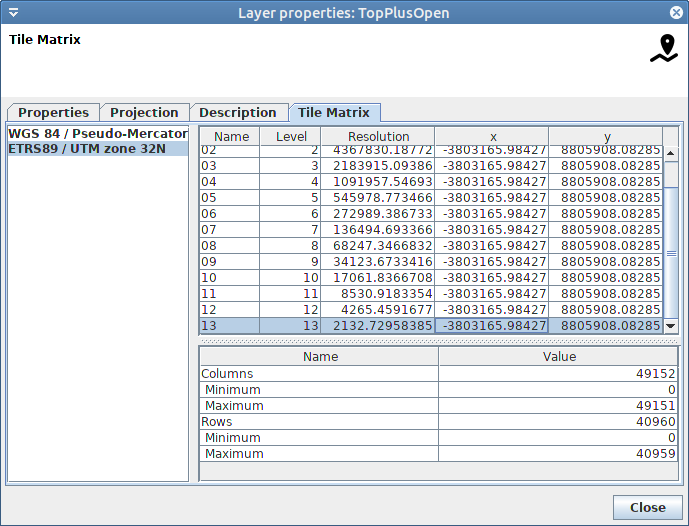 Layer properties: TopPlusOpen
Tile Matrix
Properties Projection Description Tile Matrix
WGS 84 / Pseudo-Mercator
ETRS89 / UTM zone 32N
Name Level Resolution x y
02 2 4367830.18772 -3803165.98427 8805908.08285
03 3 2183915.09386 -3803165.98427 8805908.08285
04 4 1091957.54693 -3803165.98427 8805908.08285
05 5 545978.773466 -3803165.98427 8805908.08285
06 6 272989.386733 -3803165.98427 8805908.08285
07 7 136494.693366 -3803165.98427 8805908.08285
08 8 68247.3466832 -3803165.98427 8805908.08285
09 9 34123.6733416 -3803165.98427 8805908.08285
10 10 17061.8366708 -3803165.98427 8805908.08285
11 11 8530.9183354 -3803165.98427 8805908.08285
12 12 4265.4591677 -3803165.98427 8805908.08285
13 13 2132.72958385 -3803165.98427 8805908.08285
Name Value
Columns 49152
Minimum 0
Maximum 49151
Rows 40960
Minimum 0
Maximum 40959
Close